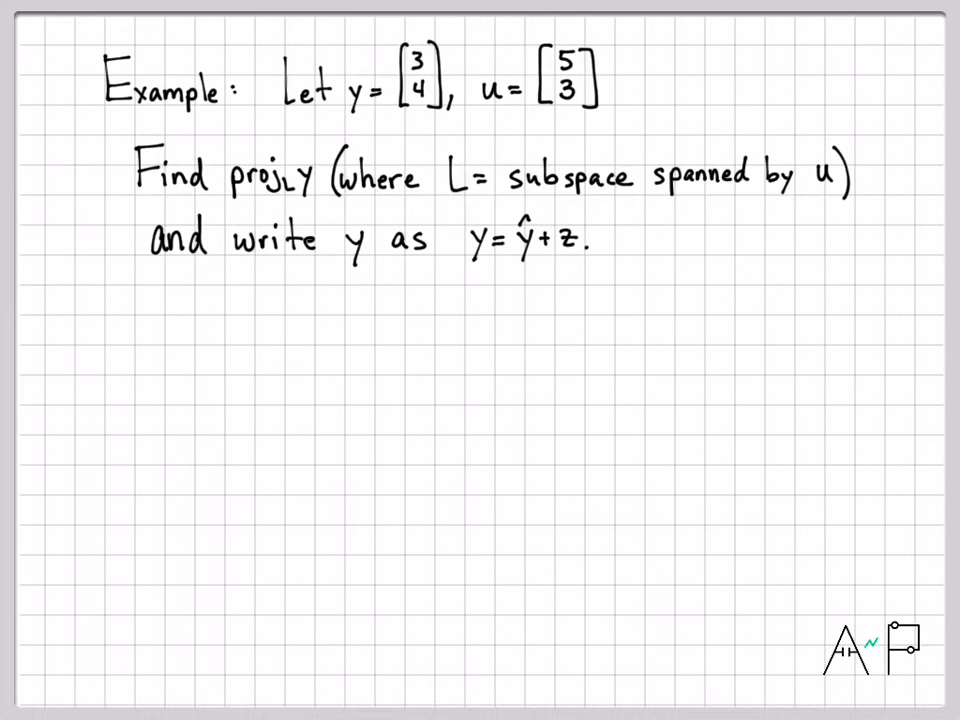 Example: Let y = [3 4], u = [5 3]
Find proj_L y (where L = subspace spanned by u)
and write y as y = ŷ + z.
A~P